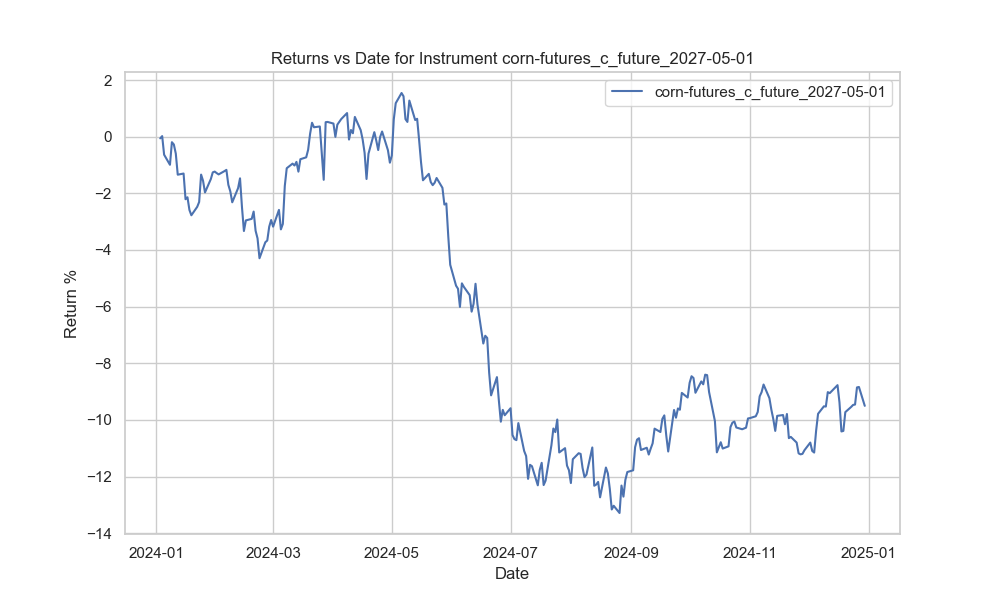 Returns vs Date for Instrument corn-futures_c_future_2027-05-01
corn-futures_c_future_2027-05-01
2
0
−2
−4
−6
−8
−10
−12
−14
Return %
2024-01 2024-03 2024-05 2024-07 2024-09 2024-11 2025-01
Date